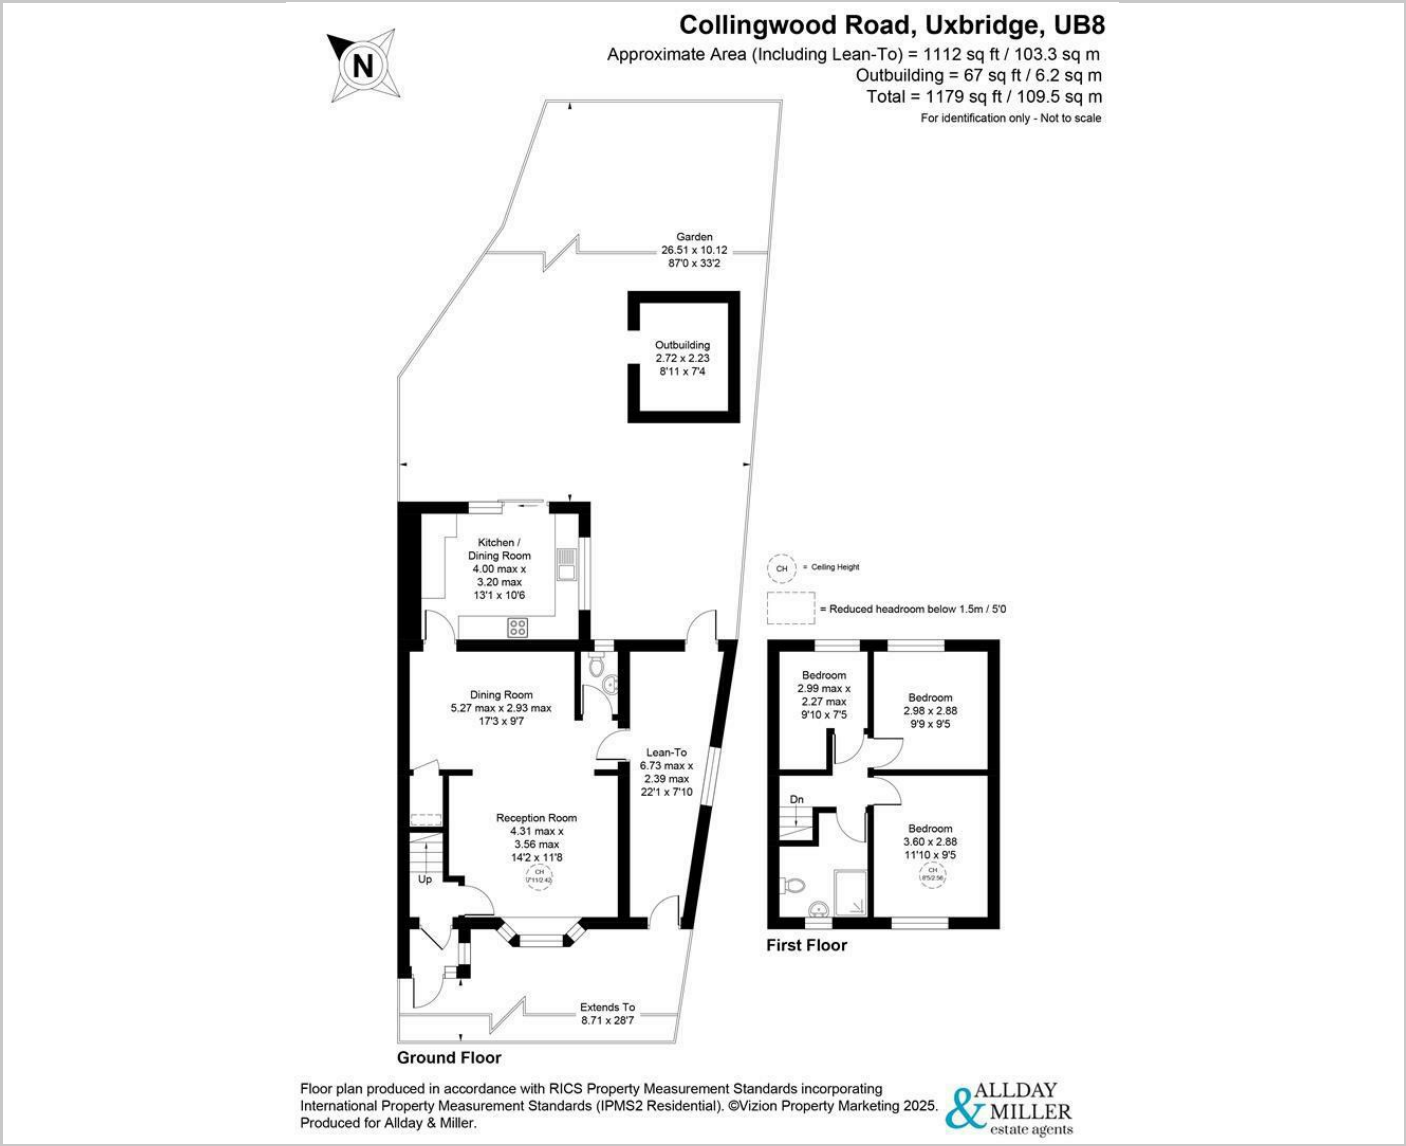 Collingwood Road, Uxbridge, UB8
Approximate Area (Including Lean-To) = 1112 sq ft / 103.3 sq m
Outbuilding = 67 sq ft / 6.2 sq m
Total = 1179 sq ft / 109.5 sq m
For identification only - Not to scale
N
Garden
26.51 x 10.12
87'0 x 33'2
Outbuilding
2.72 x 2.23
8'11 x 7'4
Kitchen /
Dining Room
4.00 max x
3.20 max
13'1 x 10'6
CH = Ceiling Height
= Reduced headroom below 1.5m / 5'0
Dining Room
5.27 max x 2.93 max
17'3 x 9'7
Lean-To
6.73 max x
2.39 max
22'1 x 7'10
Reception Room
4.31 max x
3.56 max
14'2 x 11'8
CH
Up
Bedroom
2.99 max x
2.27 max
9'10 x 7'5
Bedroom
2.98 x 2.88
9'9 x 9'5
Dn
Bedroom
3.60 x 2.88
11'10 x 9'5
CH
First Floor
Extends To
8.71 x 28'7
Ground Floor
Floor plan produced in accordance with RICS Property Measurement Standards incorporating
International Property Measurement Standards (IPMS2 Residential). ©Vizion Property Marketing 2025.
Produced for Allday & Miller.
ALLDAY
& MILLER
estate agents